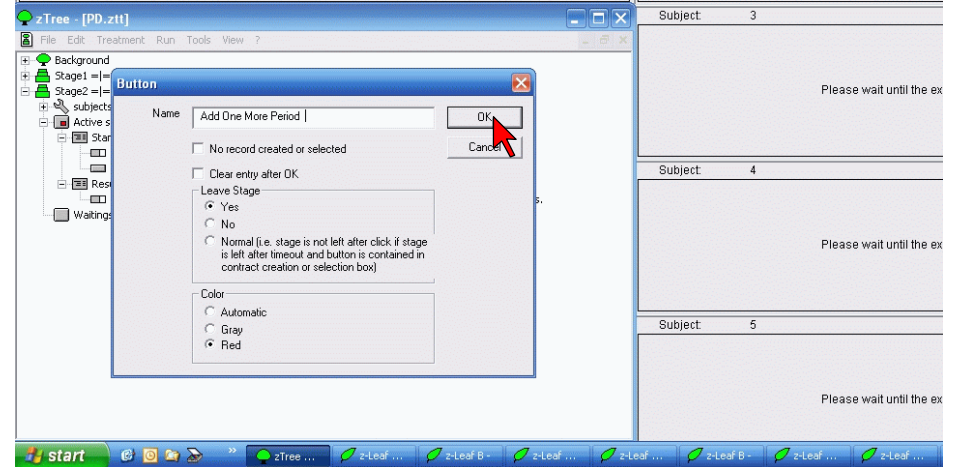 zTree - [PD.ztt]
File Edit Treatment Run Tools View ?
Background
Stage1 =|=
Stage2 =|=
subjects
Active s
Star
Resu
Waitings
Button
Name
Add One More Period
OK
Cancel
No record created or selected
Clear entry after OK
Leave Stage
Yes
No
Normal (i.e. stage is not left after click if stage
is left after timeout and button is contained in
contract creation or selection box)
Color
Automatic
Gray
Red
s.
Subject: 3
Please wait until the ex
Subject: 4
Please wait until the ex
Subject: 5
Please wait until the ex
start
zTree ...
z-Leaf ...
z-Leaf B -
z-Leaf ...
z-Leaf ...
z-Leaf B -
z-Leaf ...
z-Leaf ...